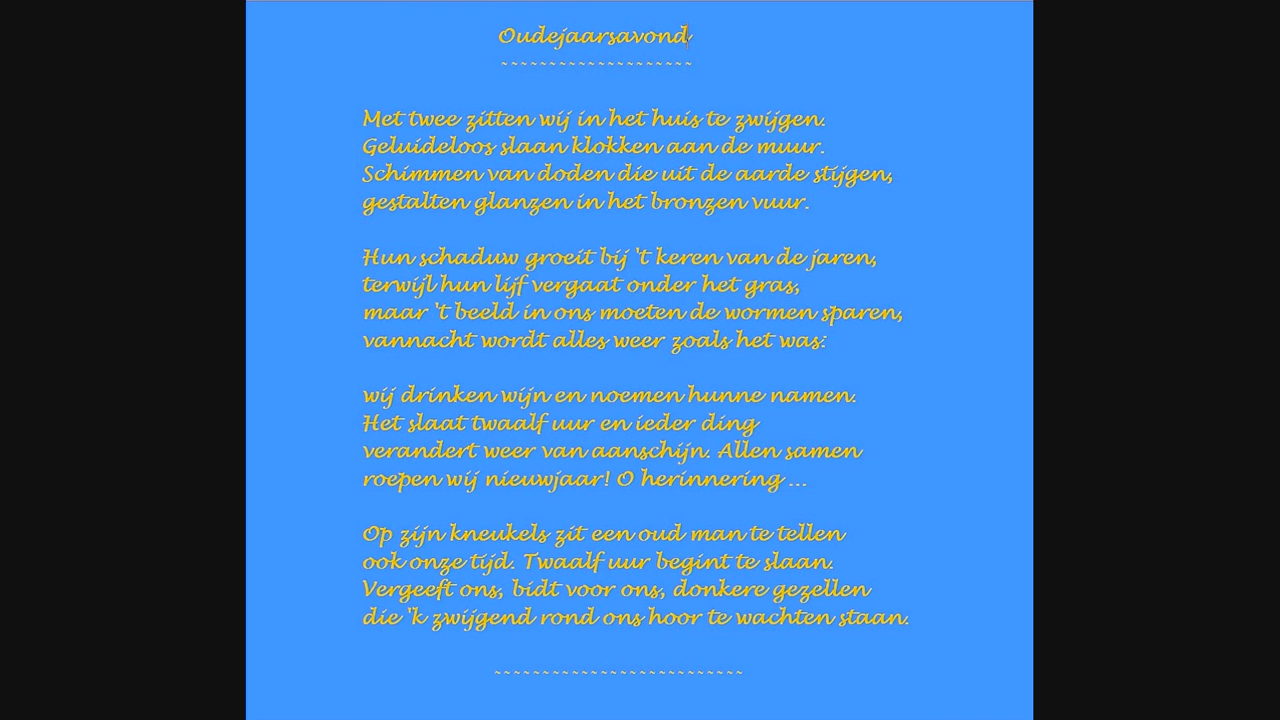 Oudejaarsavond
~~~~~~~~~~~~~~~~~~~~
Met twee zitten wij in het huis te zwijgen.
Geluideloos slaan klokken aan de muur.
Schimmen van doden die uit de aarde stijgen,
gestalten glanzen in het bronzen vuur.
Hun schaduw groeit bij 't keren van de jaren,
terwijl hun lijf vergaat onder het gras,
maar 't beeld in ons moeten de wormen sparen,
vannacht wordt alles weer zoals het was:
wij drinken wijn en noemen hunne namen.
Het slaat twaalf uur en ieder ding
verandert weer van aanschijn. Allen samen
roepen wij nieuwjaar! O herinnering ...
Op zijn kneukels zit een oud man te tellen
ook onze tijd. Twaalf uur begint te slaan.
Vergeeft ons, bidt voor ons, donkere gezellen
die 'k zwijgend rond ons hoor te wachten staan.
~~~~~~~~~~~~~~~~~~~~~~~~~~